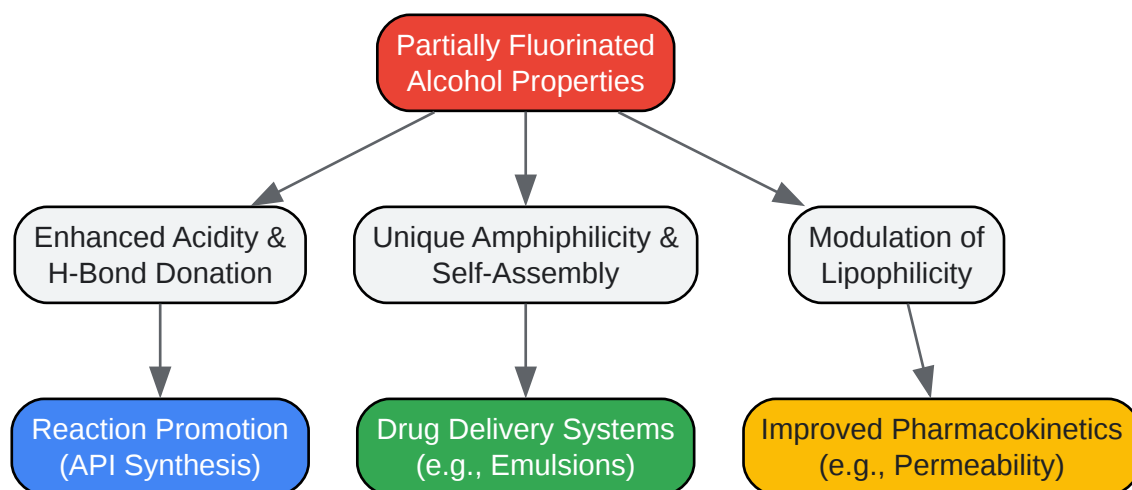 Partially Fluorinated
Alcohol Properties
Enhanced Acidity &
H-Bond Donation
Unique Amphiphilicity &
Self-Assembly
Modulation of
Lipophilicity
Reaction Promotion
(API Synthesis)
Drug Delivery Systems
(e.g., Emulsions)
Improved Pharmacokinetics
(e.g., Permeability)